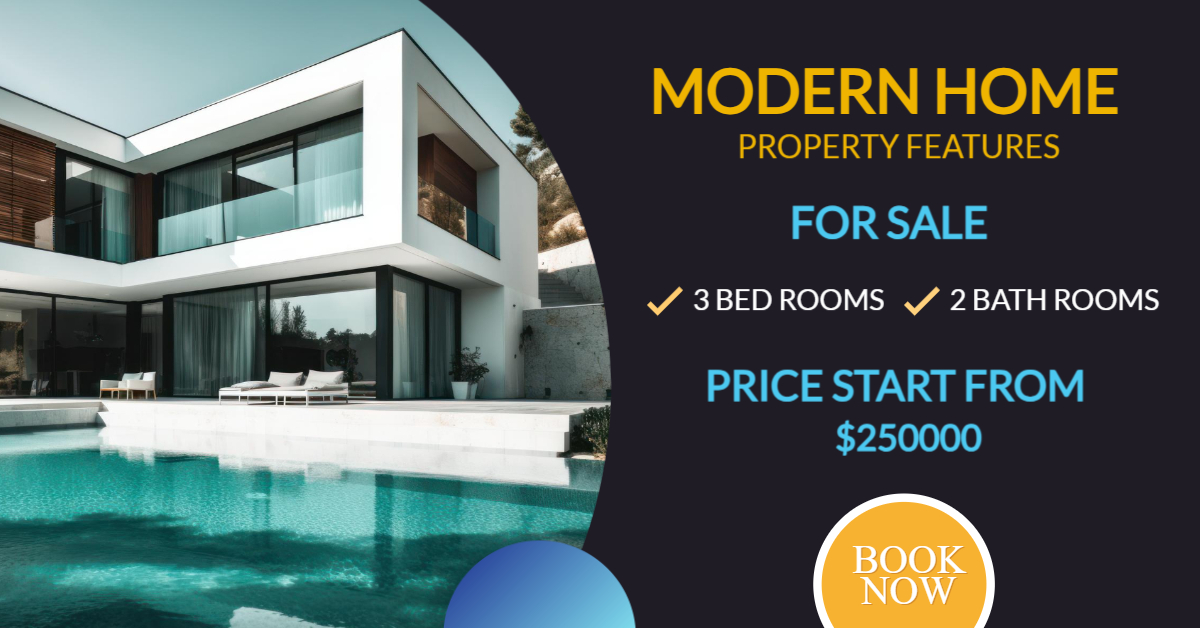 MODERN HOME
PROPERTY FEATURES
FOR SALE
3 BED ROOMS 2 BATH ROOMS
PRICE START FROM
$250000
BOOK
NOW